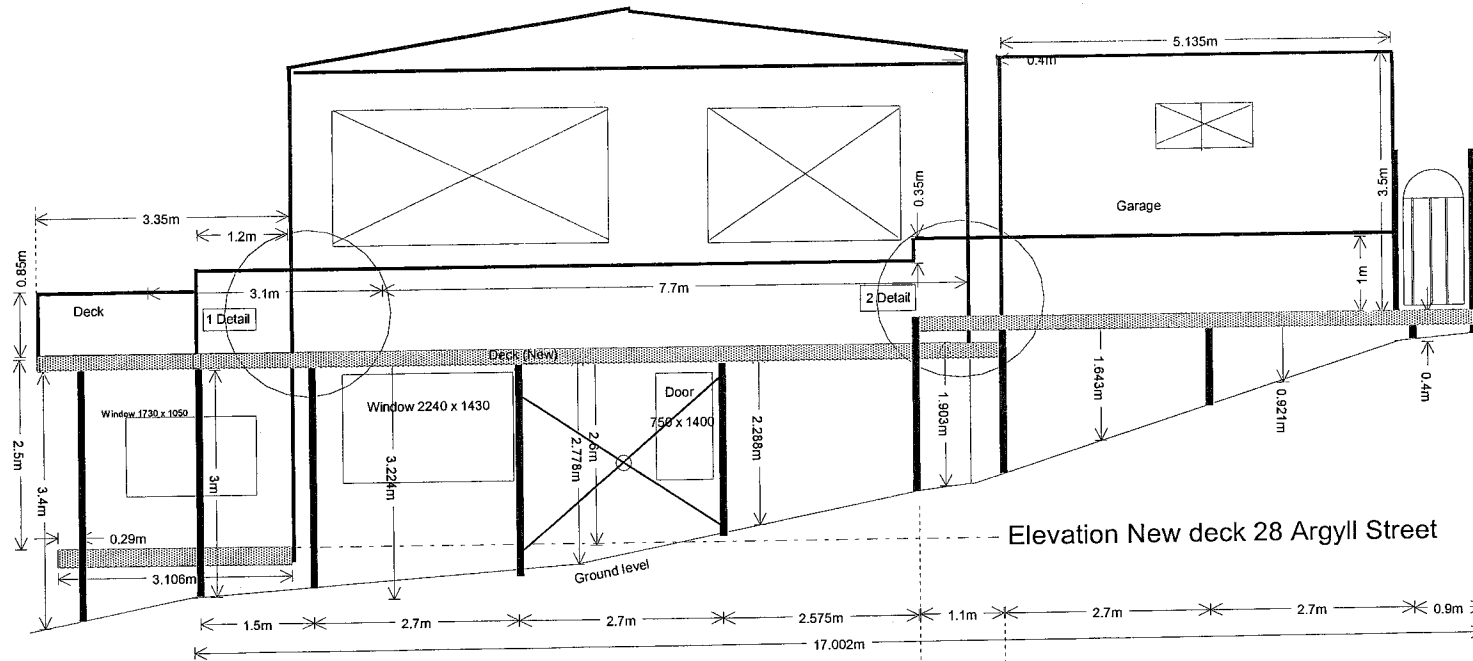 5.135m
0.4m
3.5m
Garage
0.35m
3.35m
1.2m
0.85m
3.1m
7.7m
1m
Deck
1 Detail
2 Detail
Deck (New)
Window 1730 x 1050
Window 2240 x 1430
Door
750 x 1400
2.5m
3.4m
3m
3.224m
2.778m
2.6m
2.288m
1.903m
1.643m
0.921m
0.4m
0.29m
3.106m
Ground level
Elevation New deck 28 Argyll Street
1.5m
2.7m
2.7m
2.575m
1.1m
2.7m
2.7m
0.9m
17.002m